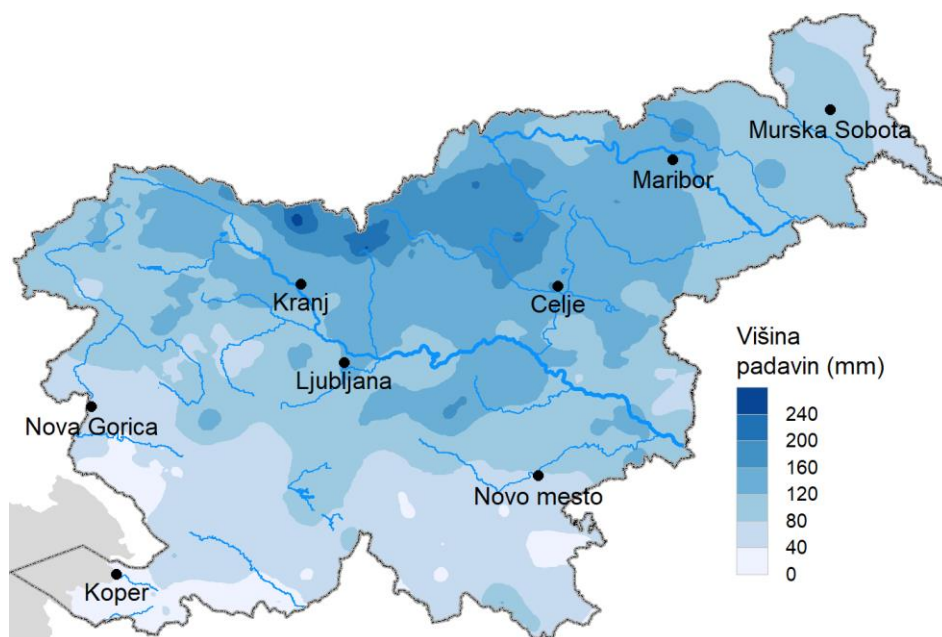 Murska Sobota
Maribor
Kranj
Celje
Ljubljana
Nova Gorica
Novo mesto
Koper
Višina
padavin (mm)
240
200
160
120
80
40
0